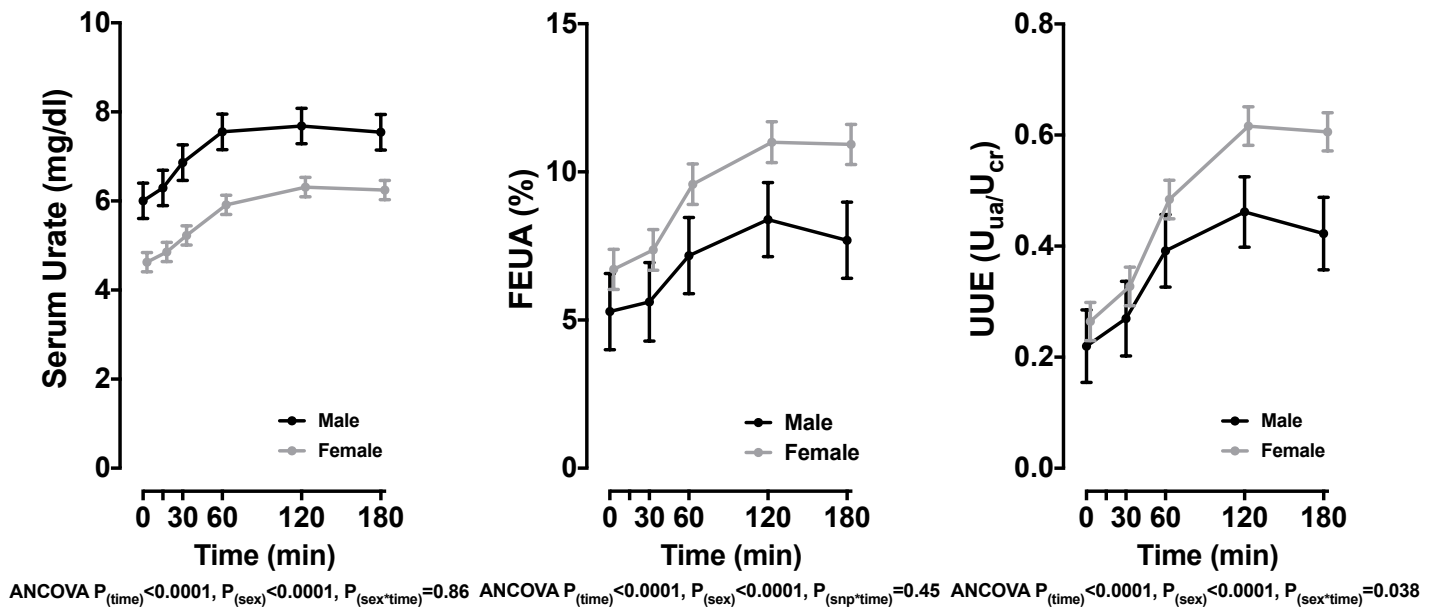 10
8
6
4
2
0
Serum Urate (mg/dl)
Male
Female
0 30 60 120 180
Time (min)
ANCOVA P(time)<0.0001, P(sex)<0.0001, P(sex*time)=0.86
15
10
5
0
FEUA (%)
Male
Female
0 30 60 120 180
Time (min)
ANCOVA P(time)<0.0001, P(sex)<0.0001, P(snp*time)=0.45
0.8
0.6
0.4
0.2
0.0
UUE (Uua/Ucr)
Male
Female
0 30 60 120 180
Time (min)
ANCOVA P(time)<0.0001, P(sex)<0.0001, P(sex*time)=0.038